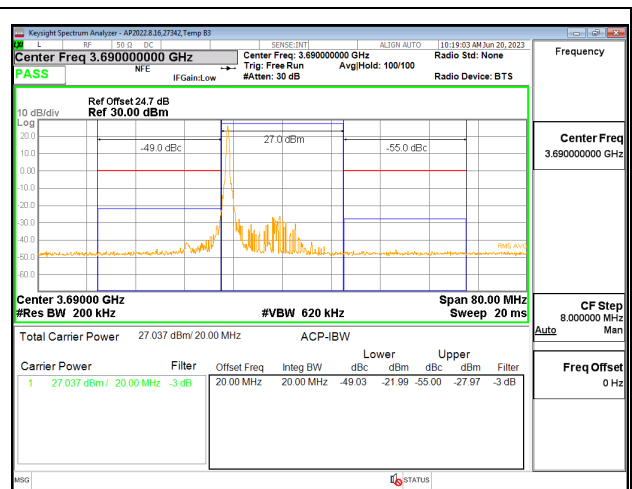 Keysight Spectrum Analyzer - AP2022.8.16,27342,Temp B3
LXI L RF 50 Ω DC SENSE:INT ALIGN AUTO 10:19:03 AM Jun 20, 2023
Center Freq 3.690000000 GHz
Center Freq: 3.690000000 GHz
Radio Std: None
NFE
Trig: Free Run
Avg|Hold: 100/100
PASS
IFGain:Low
#Atten: 30 dB
Radio Device: BTS
Frequency
Ref Offset 24.7 dB
10 dB/div Ref 30.00 dBm
Log
20.0
10.0
0.00
-10.0
-20.0
-30.0
-40.0
-50.0
-60.0
-49.0 dBc
27.0 dBm
-55.0 dBc
RMS AVG
Center Freq
3.690000000 GHz
Center 3.69000 GHz
Span 80.00 MHz
#Res BW 200 kHz
#VBW 620 kHz
Sweep 20 ms
CF Step
8.000000 MHz
Auto Man
Total Carrier Power 27.037 dBm/ 20.00 MHz
ACP-IBW
Lower Upper
Carrier Power Filter
Offset Freq Integ BW dBc dBm dBc dBm Filter
1 27.037 dBm / 20.00 MHz -3 dB
20.00 MHz 20.00 MHz -49.03 -21.99 -55.00 -27.97 -3 dB
Freq Offset
0 Hz
MSG
STATUS